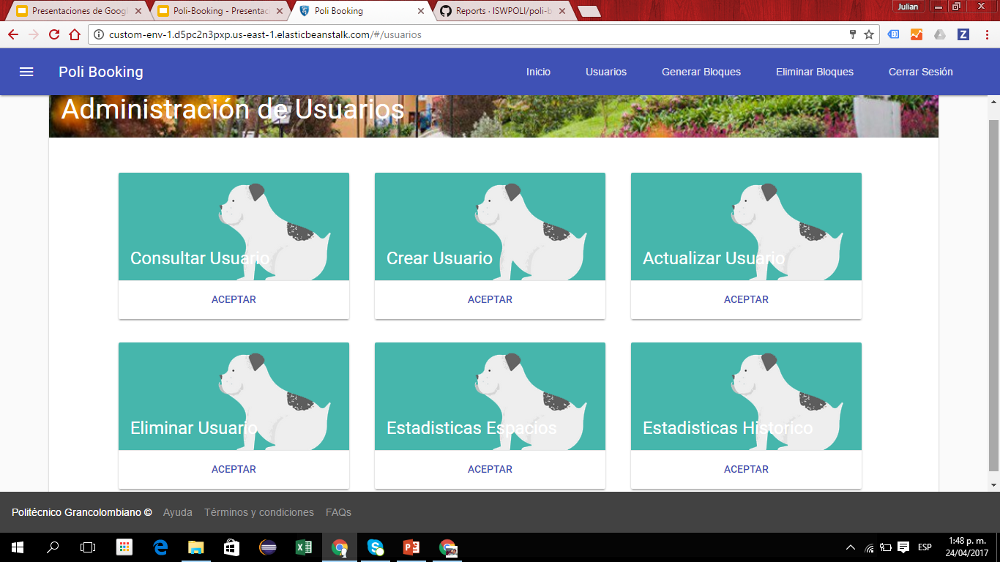 Presentaciones de Googl
Poli-Booking - Presentac
Poli Booking
Reports · ISWPOLI/poli-b
Julian
custom-env-1.d5pc2n3pxp.us-east-1.elasticbeanstalk.com/#/usuarios
Poli Booking
Inicio
Usuarios
Generar Bloques
Eliminar Bloques
Cerrar Sesión
Administración de Usuarios
Consultar Usuario
ACEPTAR
Crear Usuario
ACEPTAR
Actualizar Usuario
ACEPTAR
Eliminar Usuario
ACEPTAR
Estadisticas Espacios
ACEPTAR
Estadisticas Historico
ACEPTAR
Politécnico Grancolombiano ©
Ayuda
Términos y condiciones
FAQs
ESP
1:48 p. m.
24/04/2017